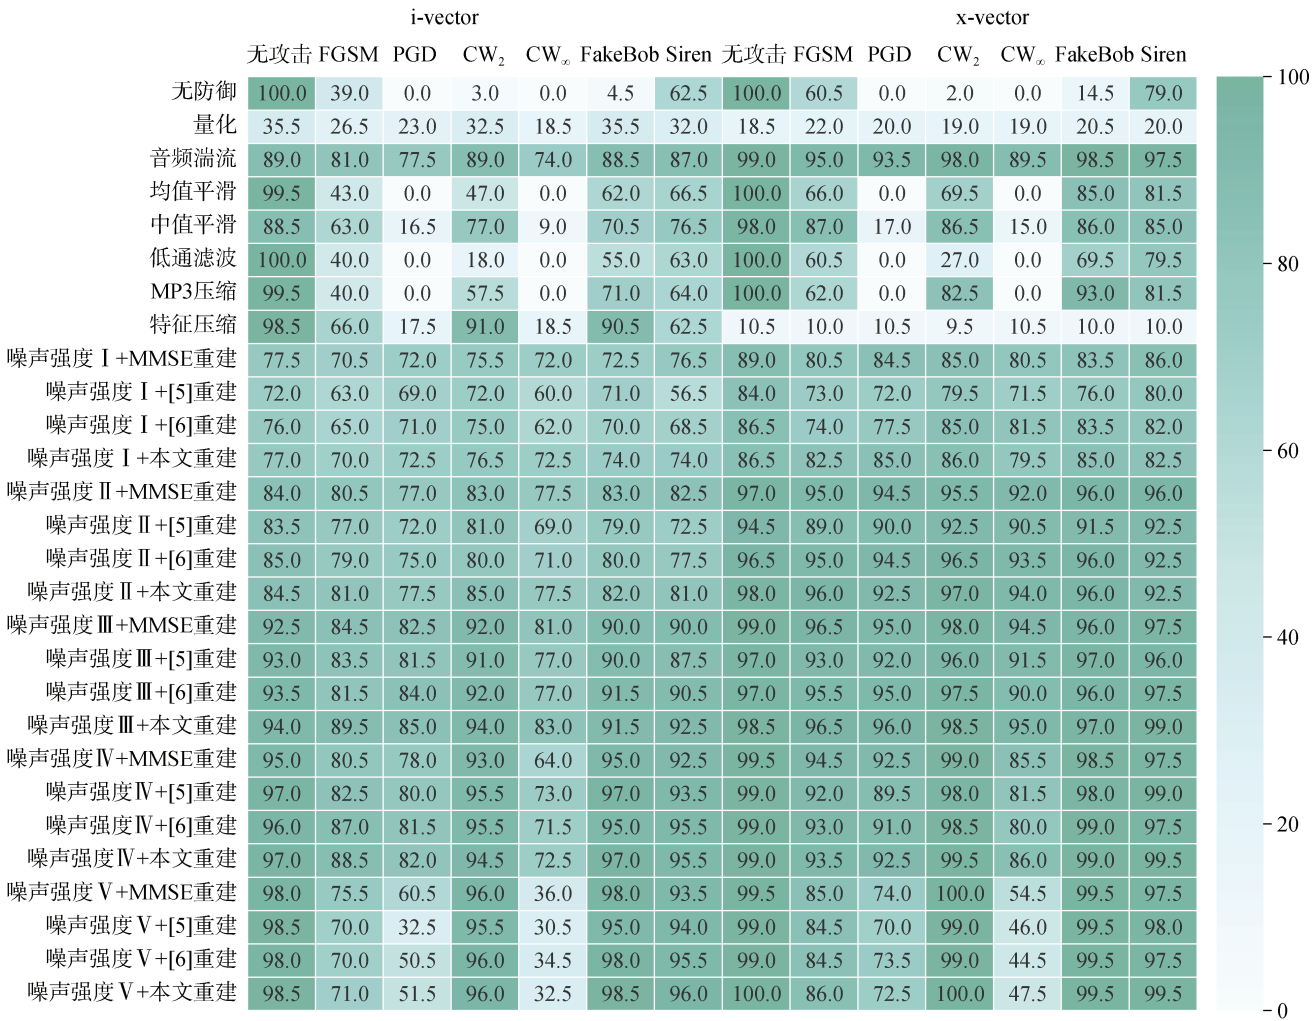 i-vector x-vector
无攻击 FGSM PGD CW₂ CW∞ FakeBob Siren 无攻击 FGSM PGD CW₂ CW∞ FakeBob Siren
无防御 100.0 39.0 0.0 3.0 0.0 4.5 62.5 100.0 60.5 0.0 2.0 0.0 14.5 79.0
量化 35.5 26.5 23.0 32.5 18.5 35.5 32.0 18.5 22.0 20.0 19.0 19.0 20.5 20.0
音频湍流 89.0 81.0 77.5 89.0 74.0 88.5 87.0 99.0 95.0 93.5 98.0 89.5 98.5 97.5
均值平滑 99.5 43.0 0.0 47.0 0.0 62.0 66.5 100.0 66.0 0.0 69.5 0.0 85.0 81.5
中值平滑 88.5 63.0 16.5 77.0 9.0 70.5 76.5 98.0 87.0 17.0 86.5 15.0 86.0 85.0
低通滤波 100.0 40.0 0.0 18.0 0.0 55.0 63.0 100.0 60.5 0.0 27.0 0.0 69.5 79.5
MP3压缩 99.5 40.0 0.0 57.5 0.0 71.0 64.0 100.0 62.0 0.0 82.5 0.0 93.0 81.5
特征压缩 98.5 66.0 17.5 91.0 18.5 90.5 62.5 10.5 10.0 10.5 9.5 10.5 10.0 10.0
噪声强度Ⅰ+MMSE重建 77.5 70.5 72.0 75.5 72.0 72.5 76.5 89.0 80.5 84.5 85.0 80.5 83.5 86.0
噪声强度Ⅰ+[5]重建 72.0 63.0 69.0 72.0 60.0 71.0 56.5 84.0 73.0 72.0 79.5 71.5 76.0 80.0
噪声强度Ⅰ+[6]重建 76.0 65.0 71.0 75.0 62.0 70.0 68.5 86.5 74.0 77.5 85.0 81.5 83.5 82.0
噪声强度Ⅰ+本文重建 77.0 70.0 72.5 76.5 72.5 74.0 74.0 86.5 82.5 85.0 86.0 79.5 85.0 82.5
噪声强度Ⅱ+MMSE重建 84.0 80.5 77.0 83.0 77.5 83.0 82.5 97.0 95.0 94.5 95.5 92.0 96.0 96.0
噪声强度Ⅱ+[5]重建 83.5 77.0 72.0 81.0 69.0 79.0 72.5 94.5 89.0 90.0 92.5 90.5 91.5 92.5
噪声强度Ⅱ+[6]重建 85.0 79.0 75.0 80.0 71.0 80.0 77.5 96.5 95.0 94.5 96.5 93.5 96.0 92.5
噪声强度Ⅱ+本文重建 84.5 81.0 77.5 85.0 77.5 82.0 81.0 98.0 96.0 92.5 97.0 94.0 96.0 92.5
噪声强度Ⅲ+MMSE重建 92.5 84.5 82.5 92.0 81.0 90.0 90.0 99.0 96.5 95.0 98.0 94.5 96.0 97.5
噪声强度Ⅲ+[5]重建 93.0 83.5 81.5 91.0 77.0 90.0 87.5 97.0 93.0 92.0 96.0 91.5 97.0 96.0
噪声强度Ⅲ+[6]重建 93.5 81.5 84.0 92.0 77.0 91.5 90.5 97.0 95.5 95.0 97.5 90.0 96.0 97.5
噪声强度Ⅲ+本文重建 94.0 89.5 85.0 94.0 83.0 91.5 92.5 98.5 96.5 96.0 98.5 95.0 97.0 99.0
噪声强度Ⅳ+MMSE重建 95.0 80.5 78.0 93.0 64.0 95.0 92.5 99.5 94.5 92.5 99.0 85.5 98.5 97.5
噪声强度Ⅳ+[5]重建 97.0 82.5 80.0 95.5 73.0 97.0 93.5 99.0 92.0 89.5 98.0 81.5 98.0 99.0
噪声强度Ⅳ+[6]重建 96.0 87.0 81.5 95.5 71.5 95.0 95.5 99.0 93.0 91.0 98.5 80.0 99.0 97.5
噪声强度Ⅳ+本文重建 97.0 88.5 82.0 94.5 72.5 97.0 95.5 99.0 93.5 92.5 99.5 86.0 99.0 99.5
噪声强度Ⅴ+MMSE重建 98.0 75.5 60.5 96.0 36.0 98.0 93.5 99.5 85.0 74.0 100.0 54.5 99.5 97.5
噪声强度Ⅴ+[5]重建 98.5 70.0 32.5 95.5 30.5 95.0 94.0 99.0 84.5 70.0 99.0 46.0 99.5 98.0
噪声强度Ⅴ+[6]重建 98.0 70.0 50.5 96.0 34.5 98.0 95.5 99.0 84.5 73.5 99.0 44.5 99.5 97.5
噪声强度Ⅴ+本文重建 98.5 71.0 51.5 96.0 32.5 98.5 96.0 100.0 86.0 72.5 100.0 47.5 99.5 99.5
100
80
60
40
20
0